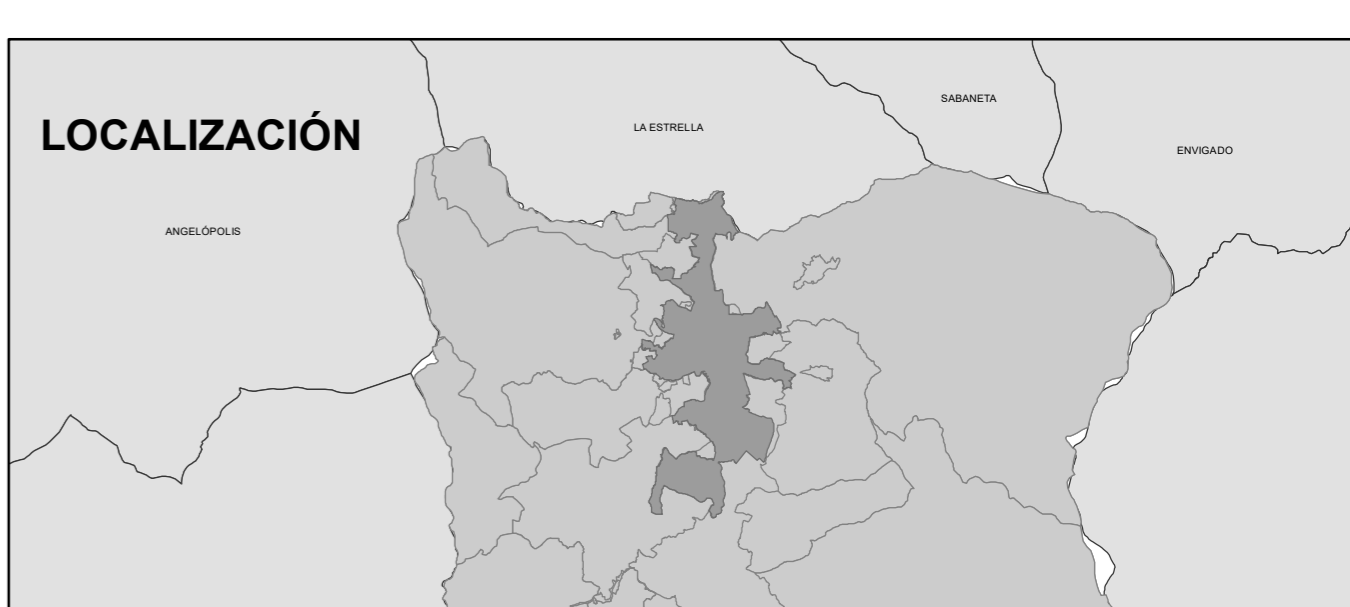 LOCALIZACIÓN
LA ESTRELLA
SABANETA
ENVIGADO
ANGELÓPOLIS